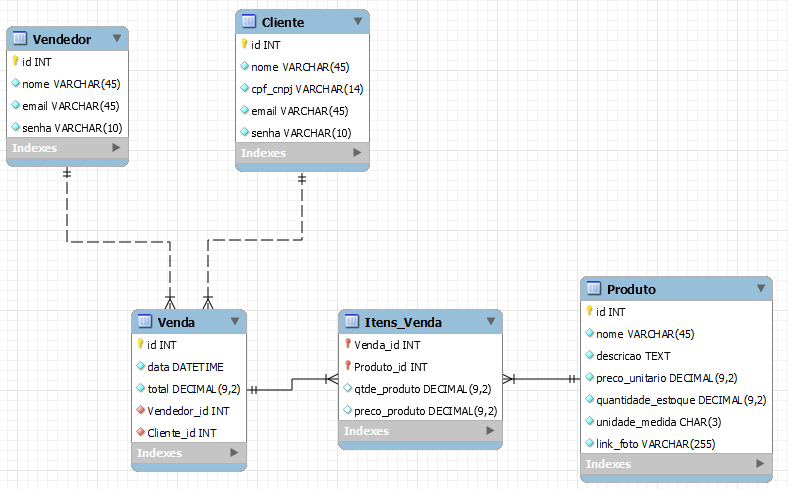 Vendedor
id INT
nome VARCHAR(45)
email VARCHAR(45)
senha VARCHAR(10)
Indexes
Cliente
id INT
nome VARCHAR(45)
cpf_cnpj VARCHAR(14)
email VARCHAR(45)
senha VARCHAR(10)
Indexes
Venda
id INT
data DATETIME
total DECIMAL(9,2)
Vendedor_id INT
Cliente_id INT
Indexes
Itens_Venda
Venda_id INT
Produto_id INT
qtde_produto DECIMAL(9,2)
preco_produto DECIMAL(9,2)
Indexes
Produto
id INT
nome VARCHAR(45)
descricao TEXT
preco_unitario DECIMAL(9,2)
quantidade_estoque DECIMAL(9,2)
unidade_medida CHAR(3)
link_foto VARCHAR(255)
Indexes